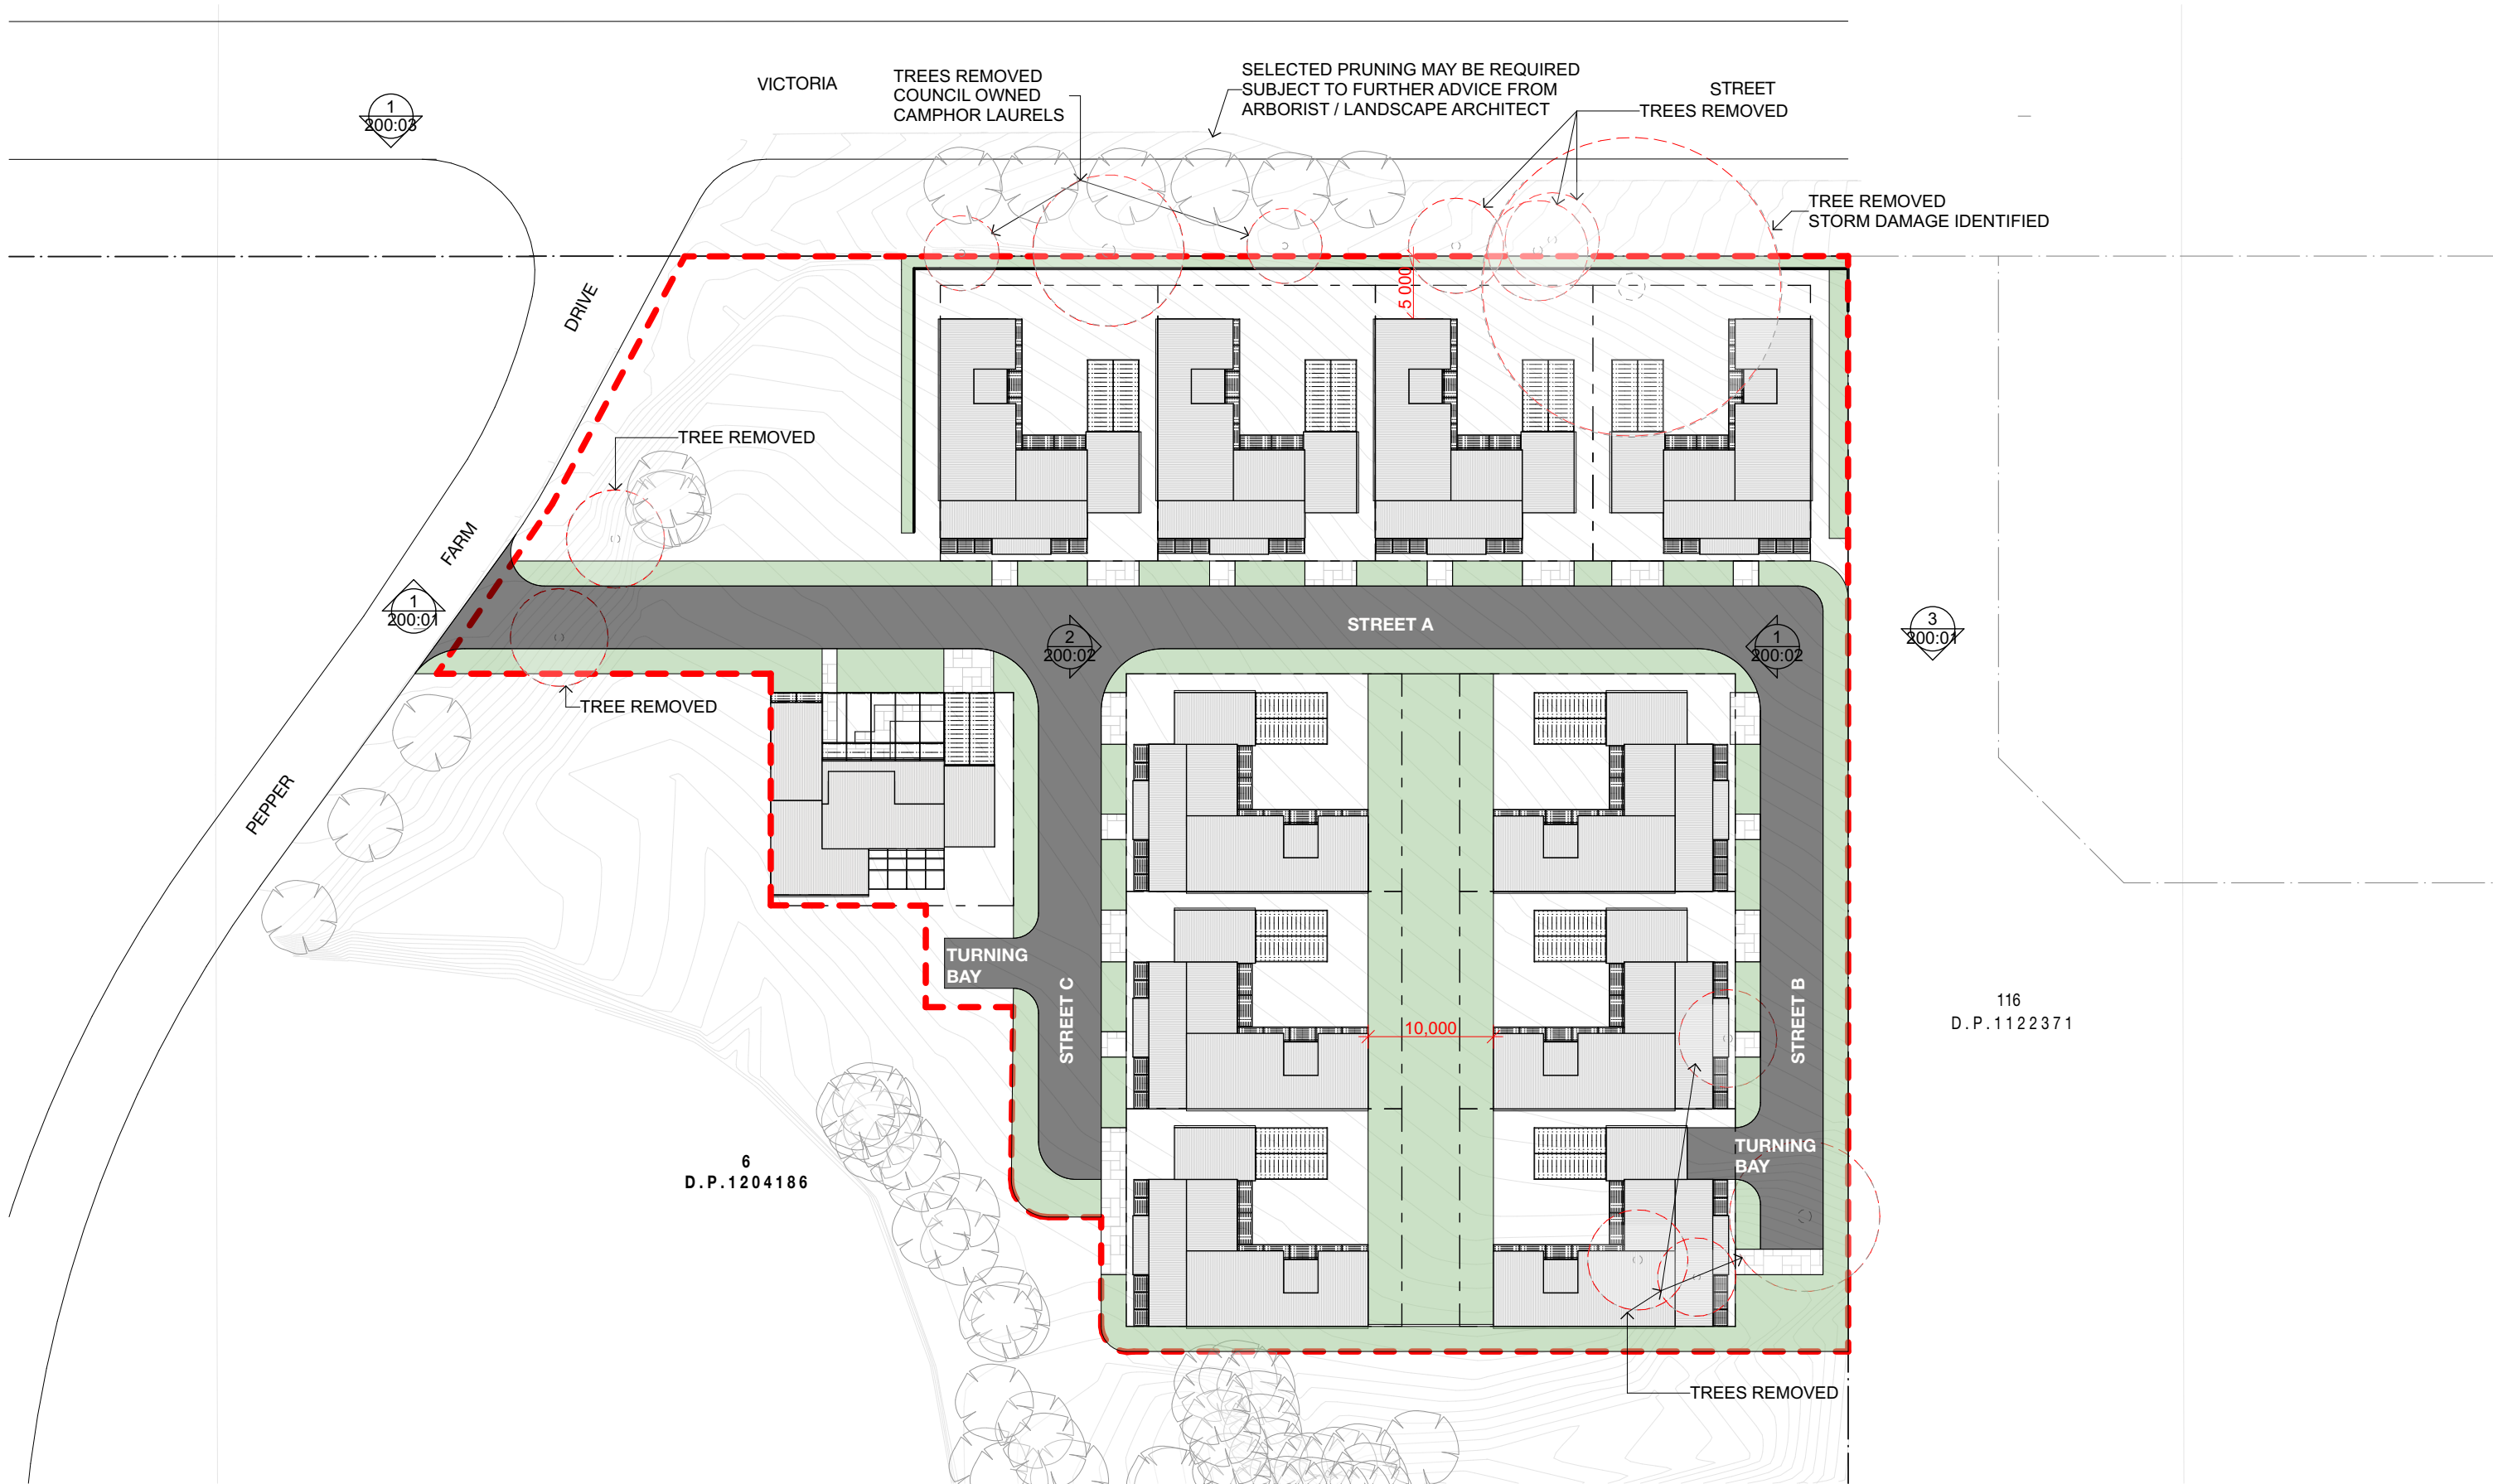 VICTORIA
TREES REMOVED
COUNCIL OWNED
CAMPHOR LAURELS
SELECTED PRUNING MAY BE REQUIRED
SUBJECT TO FURTHER ADVICE FROM
ARBORIST / LANDSCAPE ARCHITECT
STREET
TREES REMOVED
1
200:03
TREE REMOVED
STORM DAMAGE IDENTIFIED
5 000
DRIVE
TREE REMOVED
FARM
1
200:01
STREET A
2
200:02
1
200:02
3
200:01
TREE REMOVED
PEPPER
TURNING
BAY
STREET C
10,000
STREET B
116
D.P.1122371
TURNING
BAY
6
D.P.1204186
TREES REMOVED